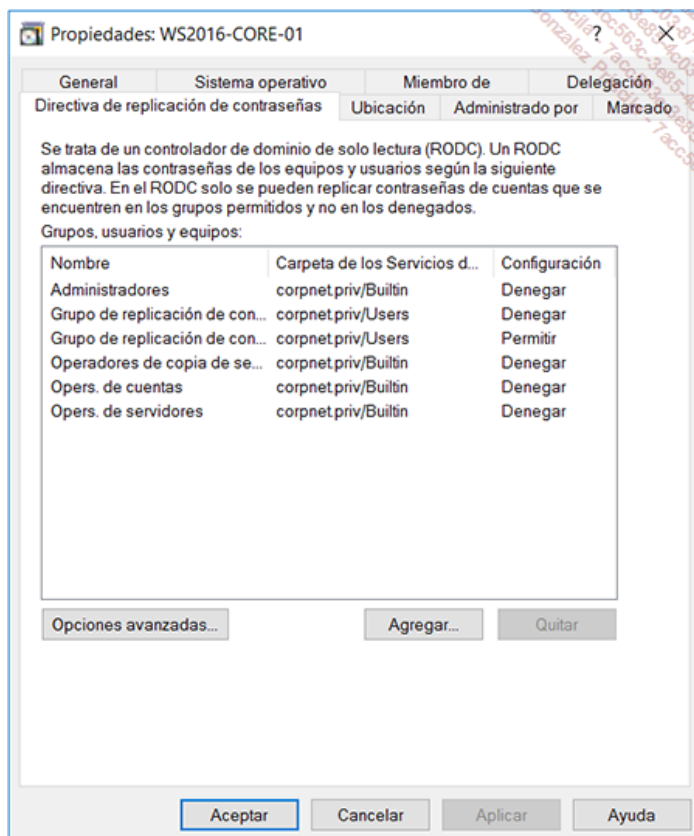 Propiedades: WS2016-CORE-01
General Sistema operativo Miembro de Delegación
Directiva de replicación de contraseñas Ubicación Administrado por Marcado
Se trata de un controlador de dominio de solo lectura (RODC). Un RODC
almacena las contraseñas de los equipos y usuarios según la siguiente
directiva. En el RODC solo se pueden replicar contraseñas de cuentas que se
encuentren en los grupos permitidos y no en los denegados.
Grupos, usuarios y equipos:
Nombre Carpeta de los Servicios d... Configuración
Administradores corpnet.priv/Builtin Denegar
Grupo de replicación de con... corpnet.priv/Users Denegar
Grupo de replicación de con... corpnet.priv/Users Permitir
Operadores de copia de se... corpnet.priv/Builtin Denegar
Opers. de cuentas corpnet.priv/Builtin Denegar
Opers. de servidores corpnet.priv/Builtin Denegar
Opciones avanzadas... Agregar... Quitar
Aceptar Cancelar Aplicar Ayuda